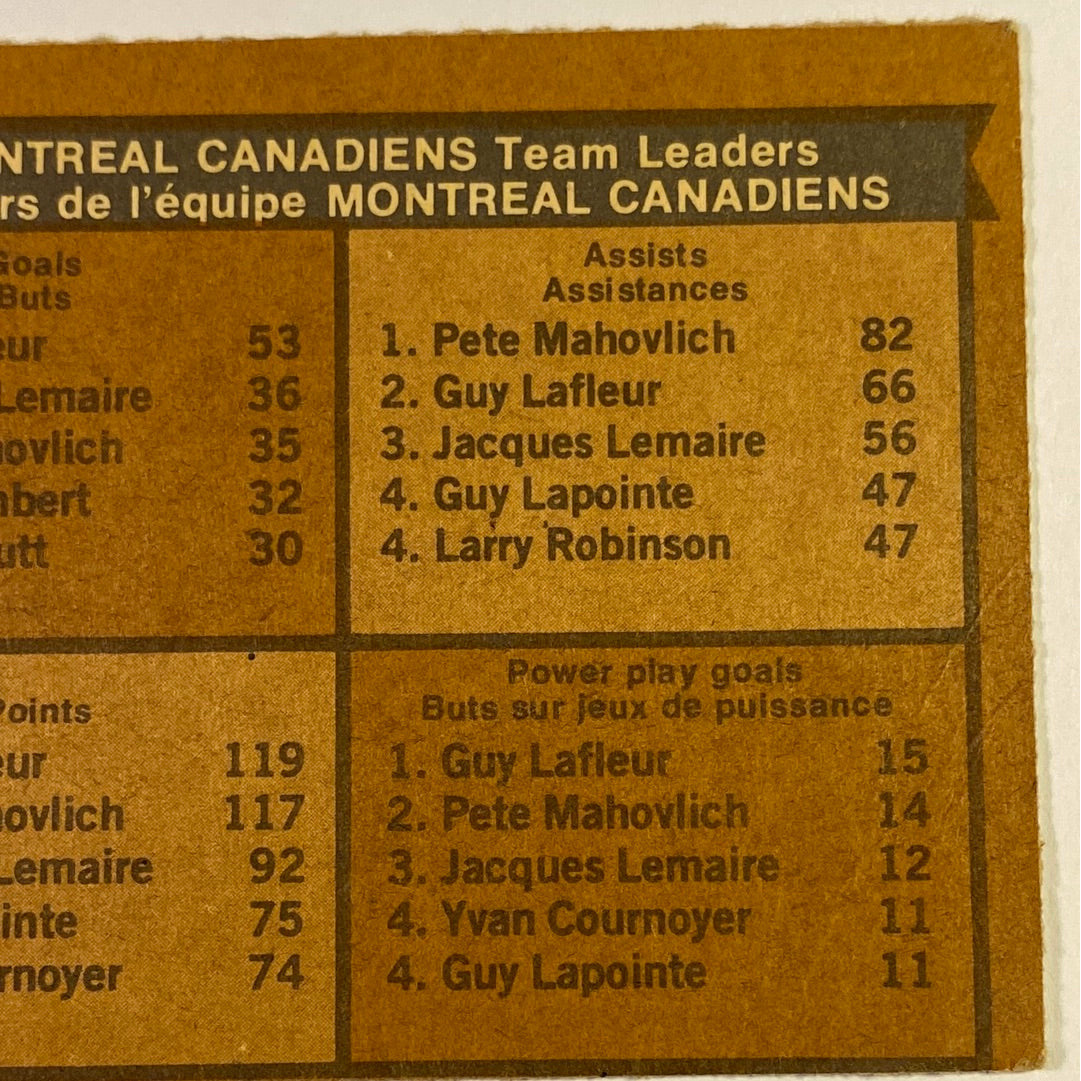 NTREAL CANADIENS Team Leaders
rs de l'équipe MONTREAL CANADIENS
Goals
Buts
eur 53
Lemaire 36
ovlich 35
nbert 32
utt 30
Assists
Assistances
1. Pete Mahovlich 82
2. Guy Lafleur 66
3. Jacques Lemaire 56
4. Guy Lapointe 47
4. Larry Robinson 47
Points
eur 119
ovlich 117
Lemaire 92
inte 75
rnoyer 74
Power play goals
Buts sur jeux de puissance
1. Guy Lafleur 15
2. Pete Mahovlich 14
3. Jacques Lemaire 12
4. Yvan Cournoyer 11
4. Guy Lapointe 11